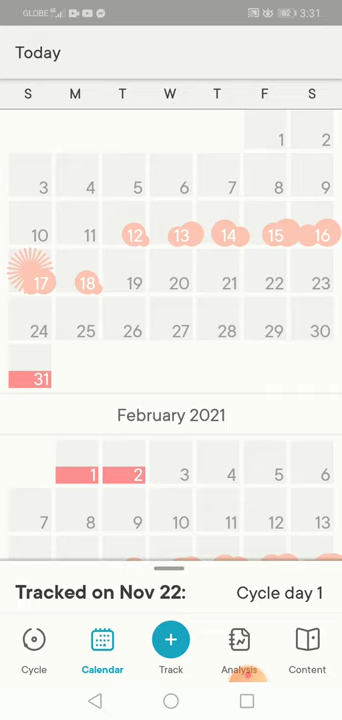 GLOBE 3:31
Today
S M T W T F S
1 2
3 4 5 6 7 8 9
10 11 12 13 14 15 16
17 18 19 20 21 22 23
24 25 26 27 28 29 30
31
February 2021
1 2 3 4 5 6
7 8 9 10 11 12 13
Tracked on Nov 22: Cycle day 1
Cycle Calendar Track Analysis Content